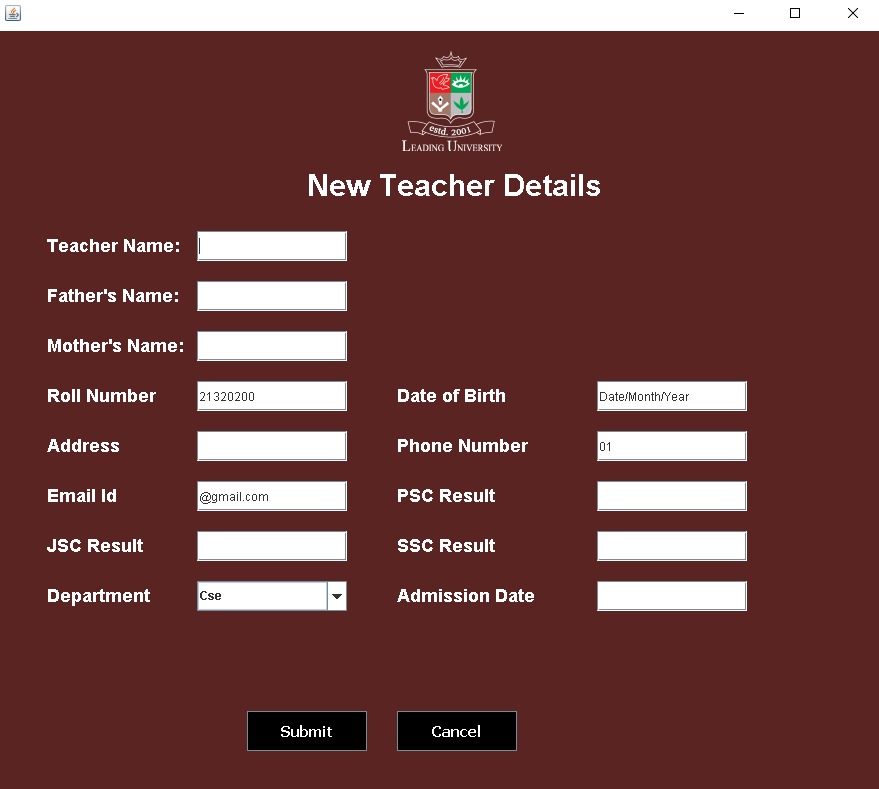 estd. 2001
LEADING UNIVERSITY
New Teacher Details
Teacher Name:
Father's Name:
Mother's Name:
Roll Number 21320200 Date of Birth Date/Month/Year
Address Phone Number 01
Email Id @gmail.com PSC Result
JSC Result SSC Result
Department Cse Admission Date
Submit Cancel